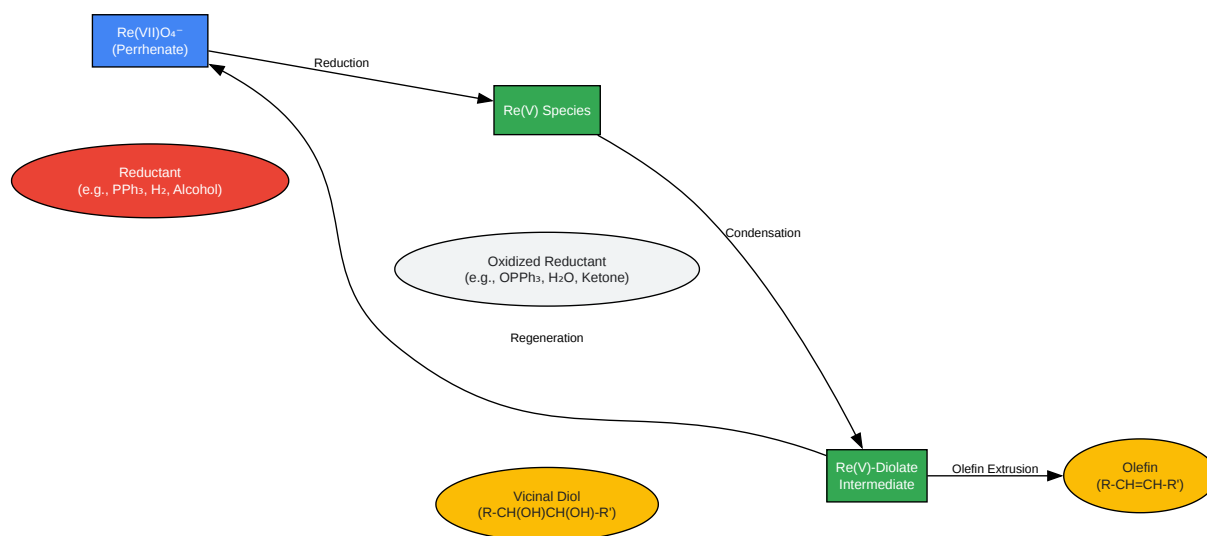 Re(VII)O₄⁻
(Perrhenate)
Reduction
Re(V) Species
Reductant
(e.g., PPh₃, H₂, Alcohol)
Condensation
Oxidized Reductant
(e.g., OPPh₃, H₂O, Ketone)
Regeneration
Re(V)-Diolate
Intermediate
Olefin Extrusion
Olefin
(R-CH=CH-R')
Vicinal Diol
(R-CH(OH)CH(OH)-R')